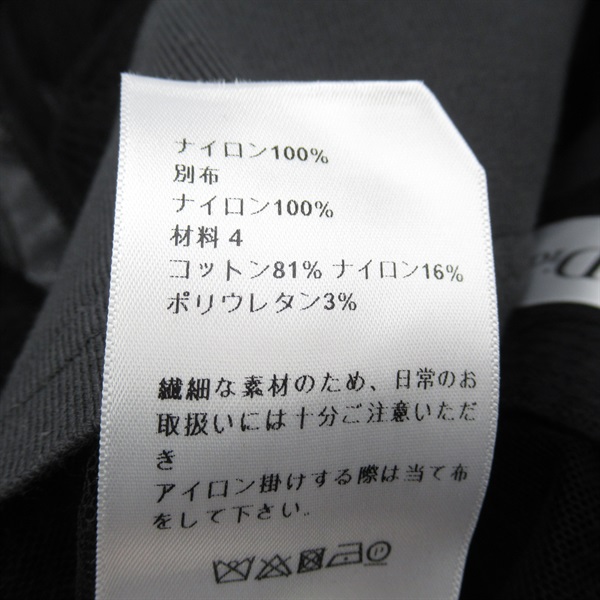 ナイロン100%
別布
ナイロン100%
材料 4
コットン81% ナイロン16%
ポリウレタン3%
繊細な素材のため、日常のお
取扱いには十分ご注意いただ
き
アイロン掛けする際は当て布
をして下さい.